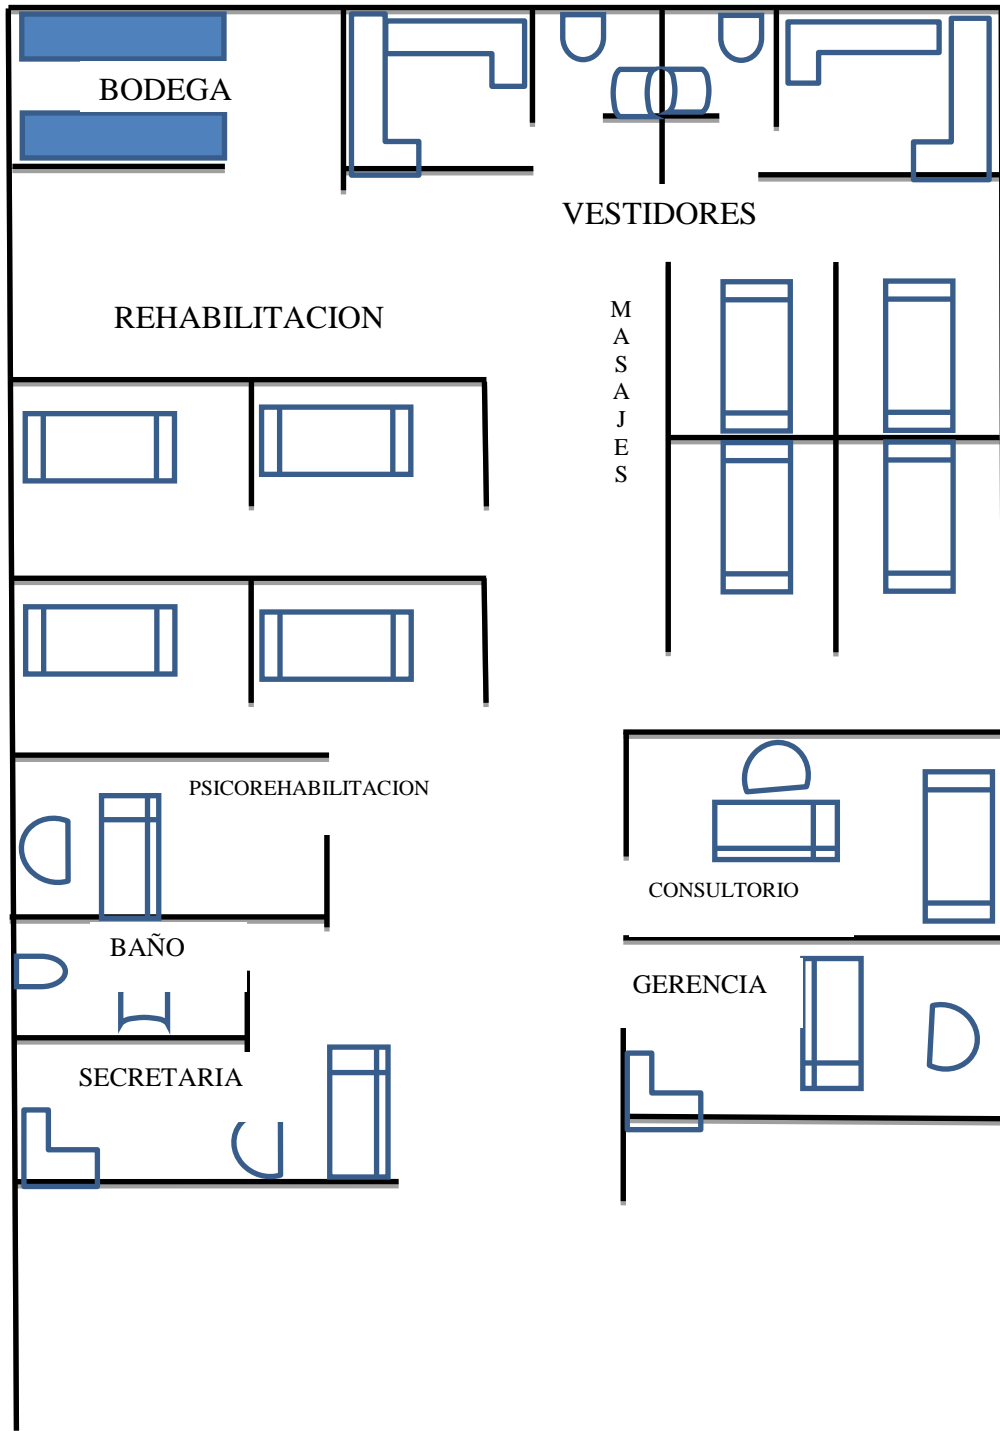 BODEGA
VESTIDORES
REHABILITACION
M
A
S
A
J
E
S
PSICOREHABILITACION
CONSULTORIO
BAÑO
GERENCIA
SECRETARIA